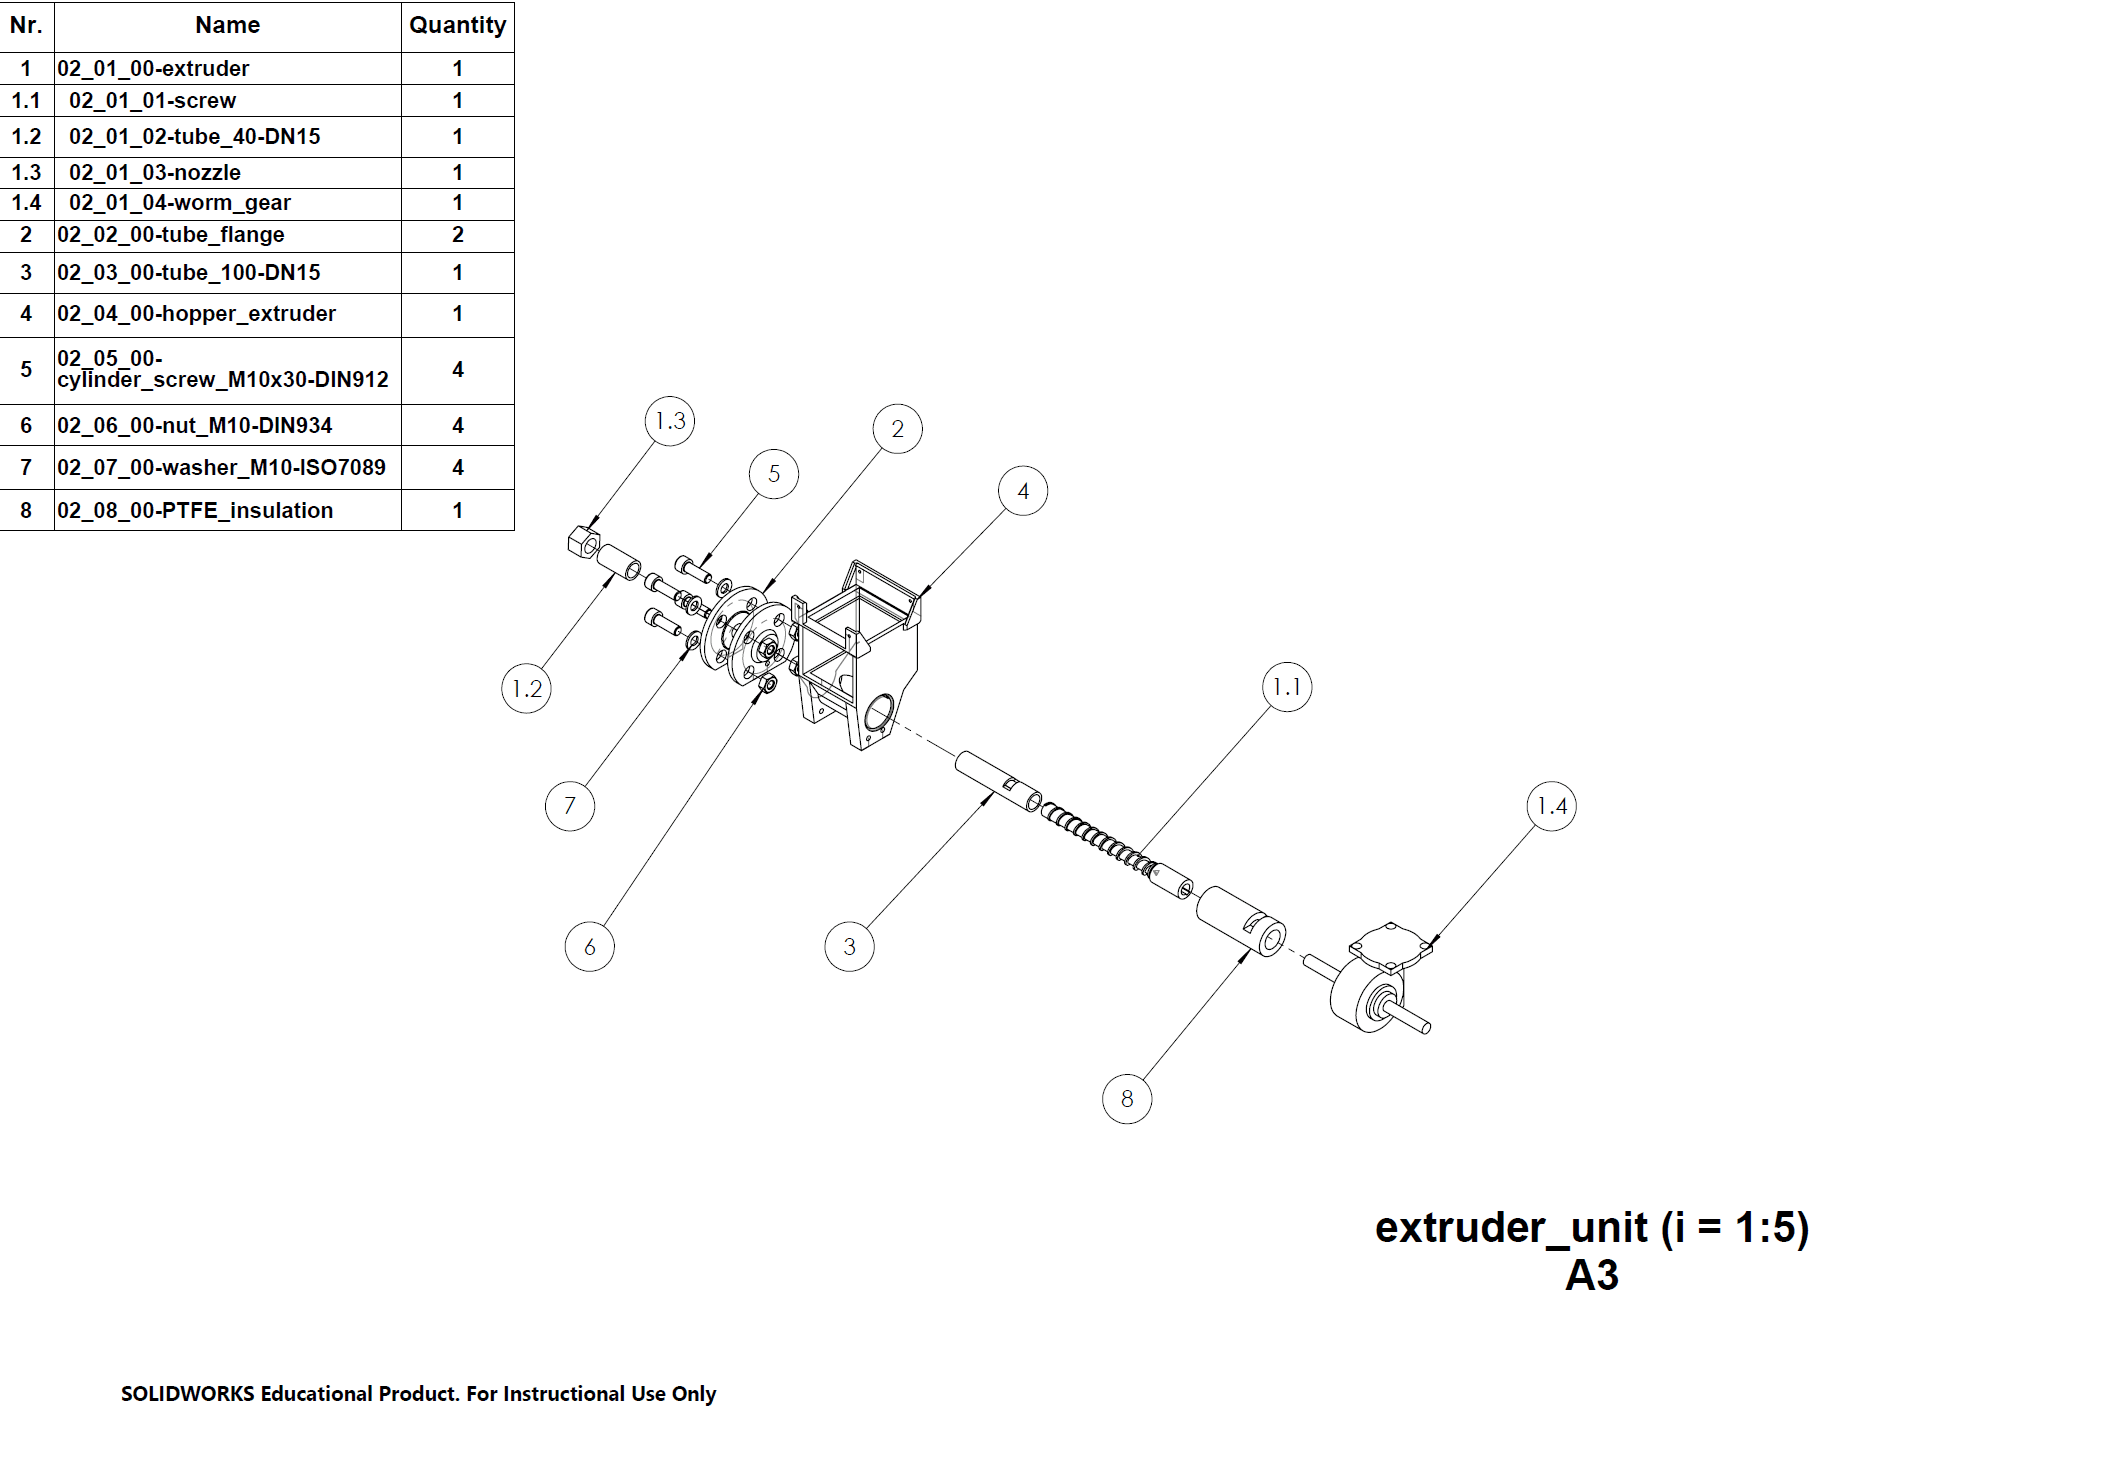 Nr. Name Quantity
1 02_01_00-extruder 1
1.1 02_01_01-screw 1
1.2 02_01_02-tube_40-DN15 1
1.3 02_01_03-nozzle 1
1.4 02_01_04-worm_gear 1
2 02_02_00-tube_flange 2
3 02_03_00-tube_100-DN15 1
4 02_04_00-hopper_extruder 1
5 02_05_00-
cylinder_screw_M10x30-DIN912 4
6 02_06_00-nut_M10-DIN934 4
7 02_07_00-washer_M10-ISO7089 4
8 02_08_00-PTFE_insulation 1
1.3
2
5
4
1.2
1.1
7
1.4
6
3
8
extruder_unit (i = 1:5)
A3
SOLIDWORKS Educational Product. For Instructional Use Only